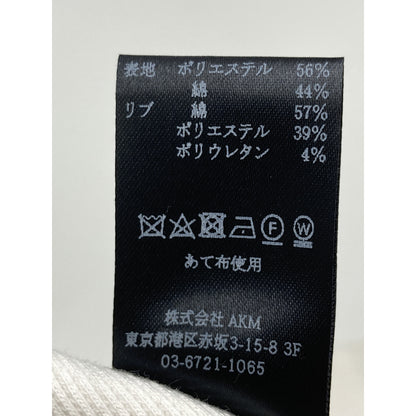 表地 ポリエステル 56%
綿 44%
リブ 綿 57%
ポリエステル 39%
ポリウレタン 4%
F W
あて布使用
株式会社 AKM
東京都港区赤坂3-15-8 3F
03-6721-1065